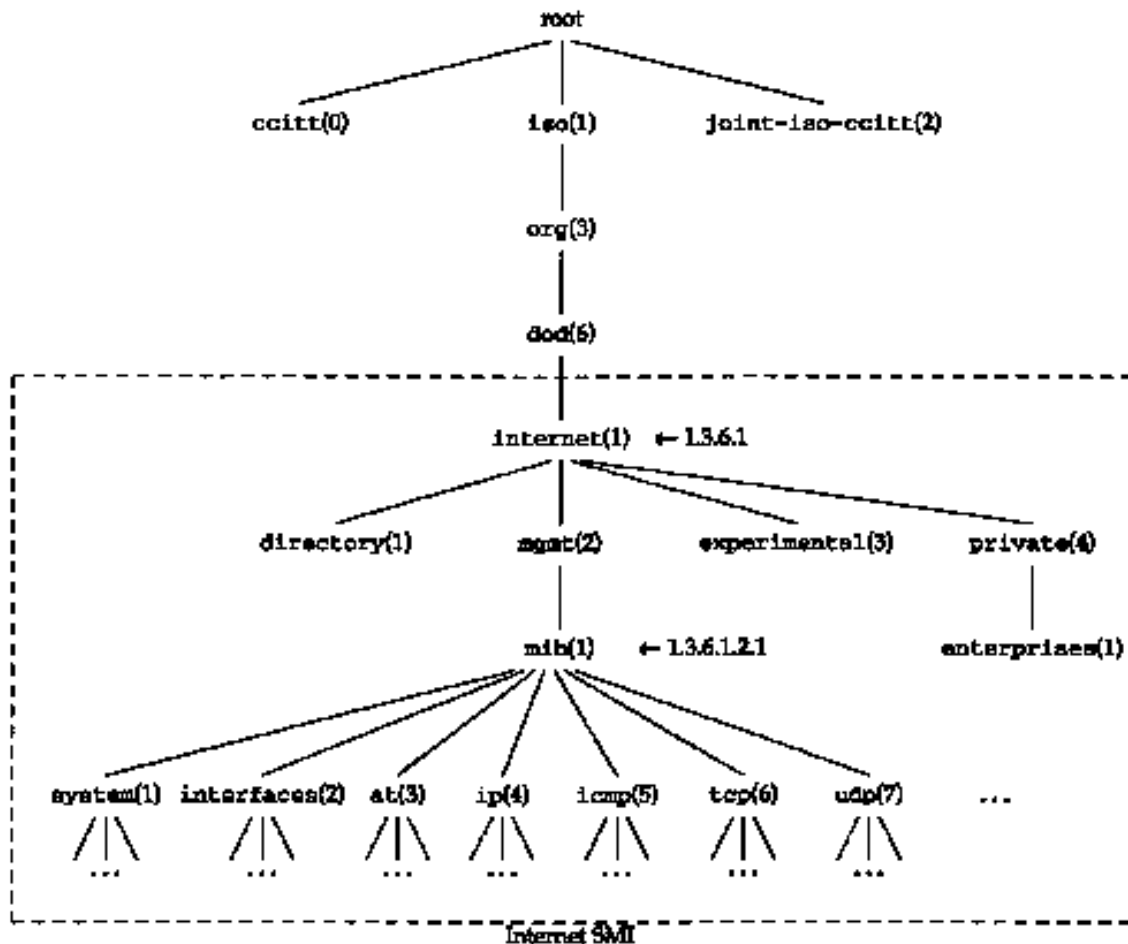 root
ccitt(0) iso(1) joint-iso-ccitt(2)
org(3)
dod(6)
internet(1) ← 1.3.6.1
directory(1) mgmt(2) experimental(3) private(4)
mib(1) ← 1.3.6.1.2.1 enterprises(1)
system(1) interfaces(2) at(3) ip(4) icmp(5) tcp(6) udp(7) ...
... ... ... ... ... ... ...
Internet SMI